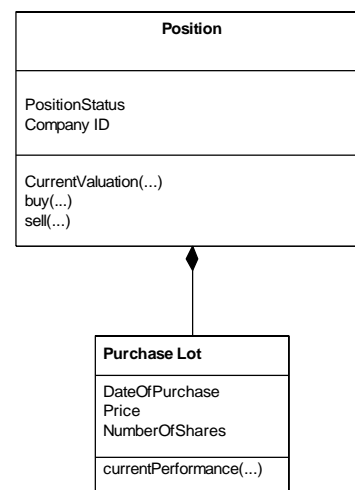 Position
PositionStatus
Company ID
CurrentValuation(...)
buy(...)
sell(...)
Purchase Lot
DateOfPurchase
Price
NumberOfShares
currentPerformance(...)